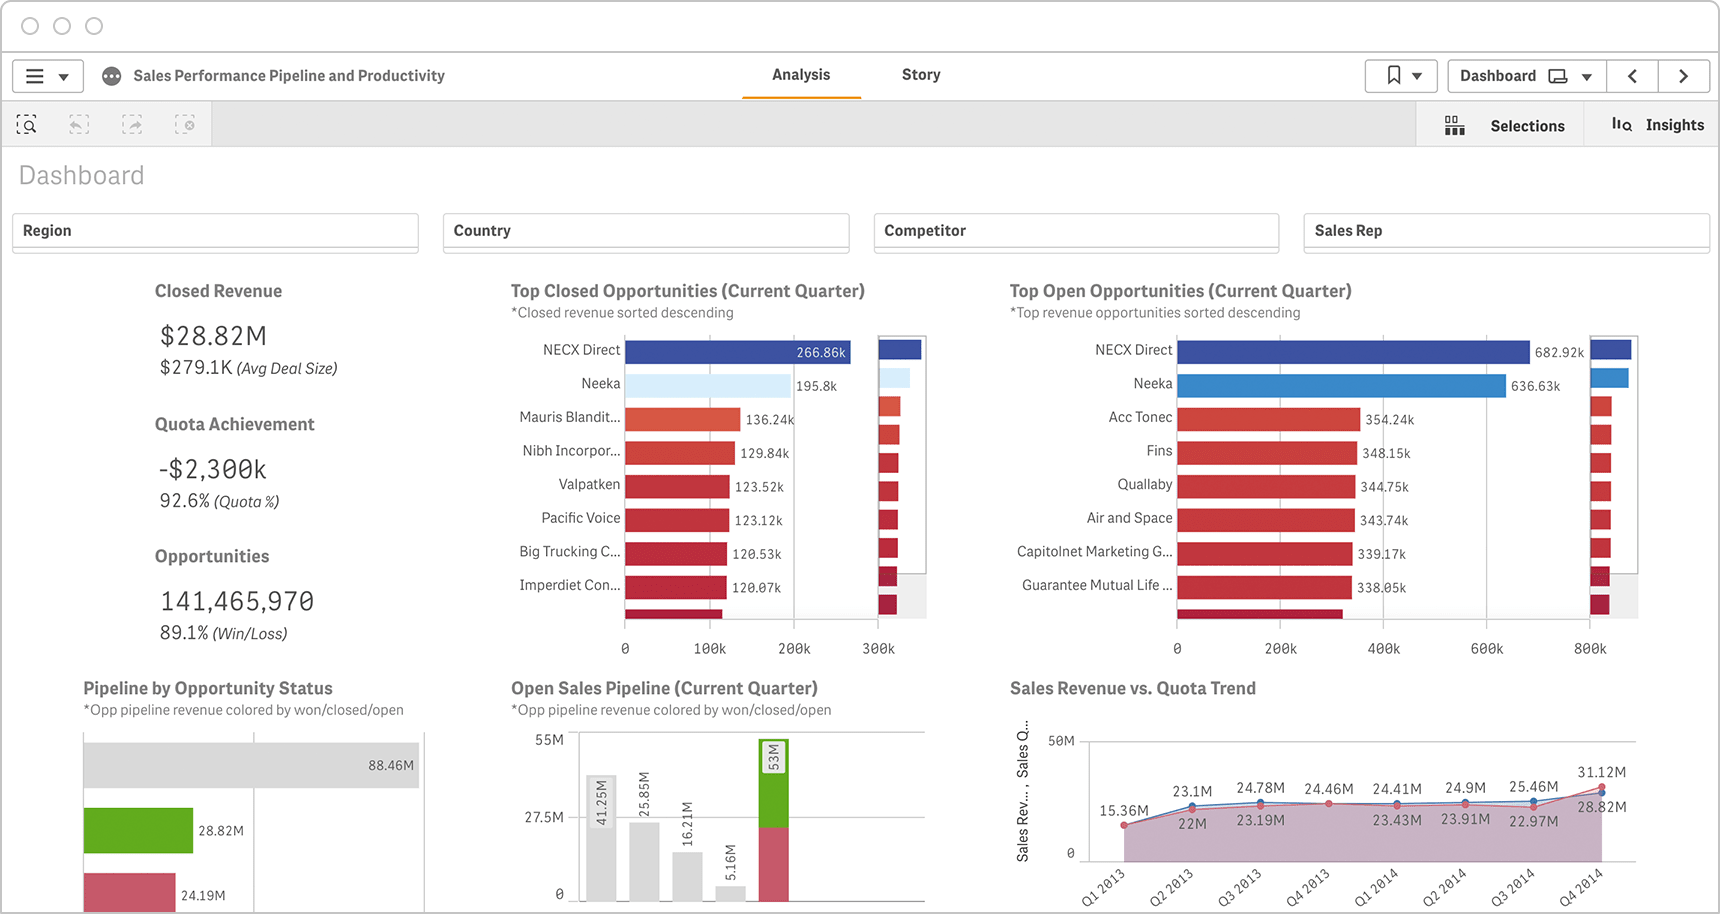 Sales Performance Pipeline and Productivity
Analysis
Story
Dashboard
Selections
Insights
Dashboard
Region
Country
Competitor
Sales Rep
Closed Revenue
$28.82M
$279.1K (Avg Deal Size)
Quota Achievement
-$2,300k
92.6% (Quota %)
Opportunities
141,465,970
89.1% (Win/Loss)
Top Closed Opportunities (Current Quarter)
*Closed revenue sorted descending
NECX Direct 266.86k
Neeka 195.8k
Mauris Blandit... 136.24k
Nibh Incorpor... 129.84k
Valpatken 123.52k
Pacific Voice 123.12k
Big Trucking C... 120.53k
Imperdiet Con... 120.07k
0 100k 200k 300k
Top Open Opportunities (Current Quarter)
*Top revenue opportunities sorted descending
NECX Direct 682.92k
Neeka 636.63k
Acc Tonec 354.24k
Fins 348.15k
Quallaby 344.75k
Air and Space 343.74k
Capitolnet Marketing G... 339.17k
Guarantee Mutual Life ... 338.05k
0 200k 400k 600k 800k
Pipeline by Opportunity Status
*Opp pipeline revenue colored by won/closed/open
88.46M
28.82M
24.19M
Open Sales Pipeline (Current Quarter)
*Opp pipeline revenue colored by won/closed/open
55M
27.5M
0
41.25M
25.85M
16.21M
5.16M
53M
Sales Revenue vs. Quota Trend
Sales Rev... , Sales Q...
50M
0
15.36M 23.1M 24.78M 24.46M 24.41M 24.9M 25.46M 31.12M
22M 23.19M 23.43M 23.91M 22.97M 28.82M
Q1 2013 Q2 2013 Q3 2013 Q4 2013 Q1 2014 Q2 2014 Q3 2014 Q4 2014